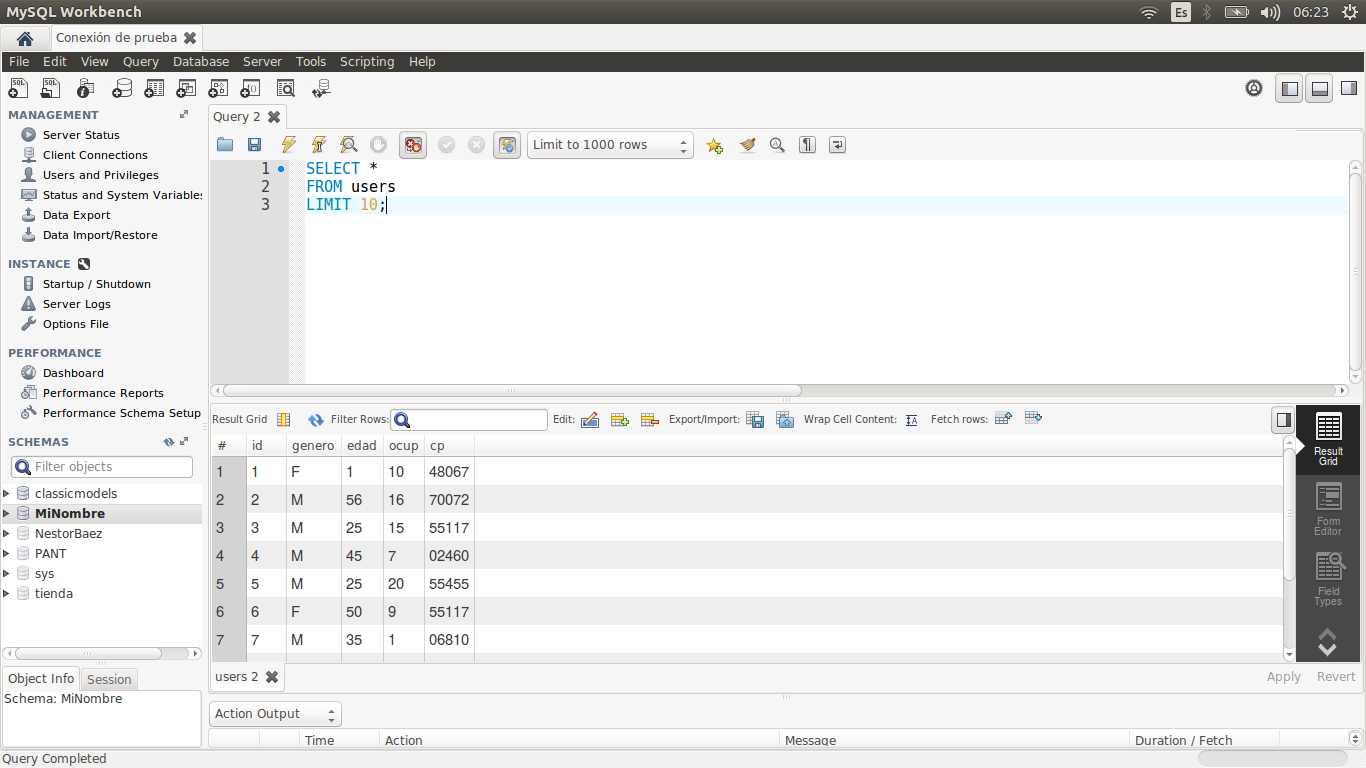 MySQL Workbench Es 06:23
Conexión de prueba
File Edit View Query Database Server Tools Scripting Help
MANAGEMENT
Server Status
Client Connections
Users and Privileges
Status and System Variables
Data Export
Data Import/Restore
INSTANCE
Startup / Shutdown
Server Logs
Options File
PERFORMANCE
Dashboard
Performance Reports
Performance Schema Setup
SCHEMAS
Filter objects
classicmodels
MiNombre
NestorBaez
PANT
sys
tienda
Object Info Session
Schema: MiNombre
Query 2
Limit to 1000 rows
1 SELECT *
2 FROM users
3 LIMIT 10;
Result Grid Filter Rows: Edit: Export/Import: Wrap Cell Content: Fetch rows:
# id genero edad ocup cp
1 1 F 1 10 48067
2 2 M 56 16 70072
3 3 M 25 15 55117
4 4 M 45 7 02460
5 5 M 25 20 55455
6 6 F 50 9 55117
7 7 M 35 1 06810
Result
Grid
Form
Editor
Field
Types
users 2 Apply Revert
Action Output
Time Action Message Duration / Fetch
Query Completed